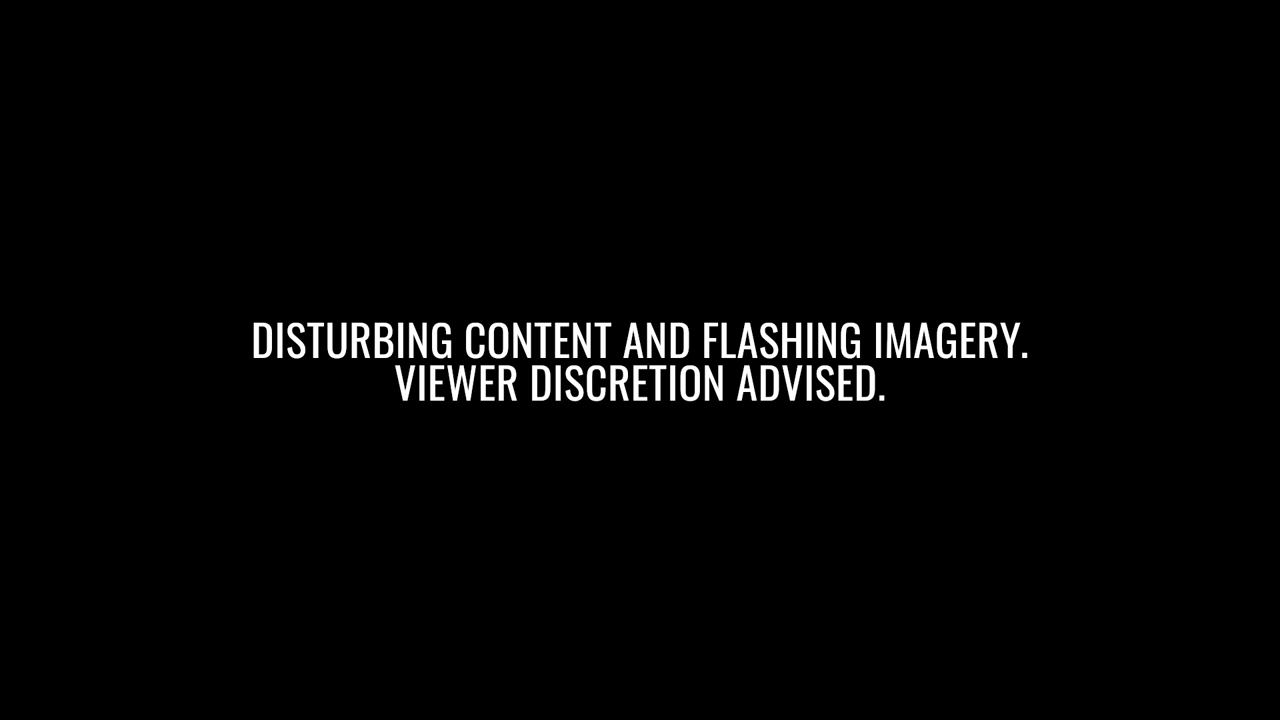 DISTURBING CONTENT AND FLASHING IMAGERY.
VIEWER DISCRETION ADVISED.